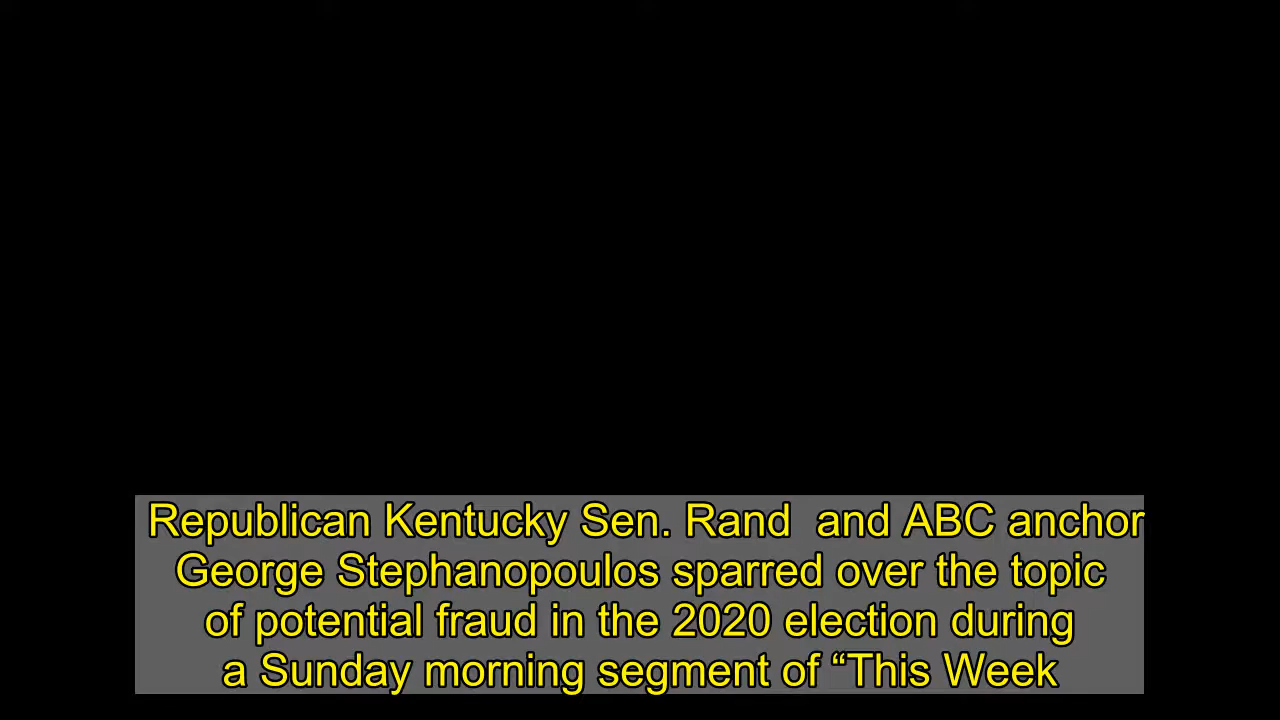 Republican Kentucky Sen. Rand  and ABC anchor
George Stephanopoulos sparred over the topic
of potential fraud in the 2020 election during
a Sunday morning segment of “This Week